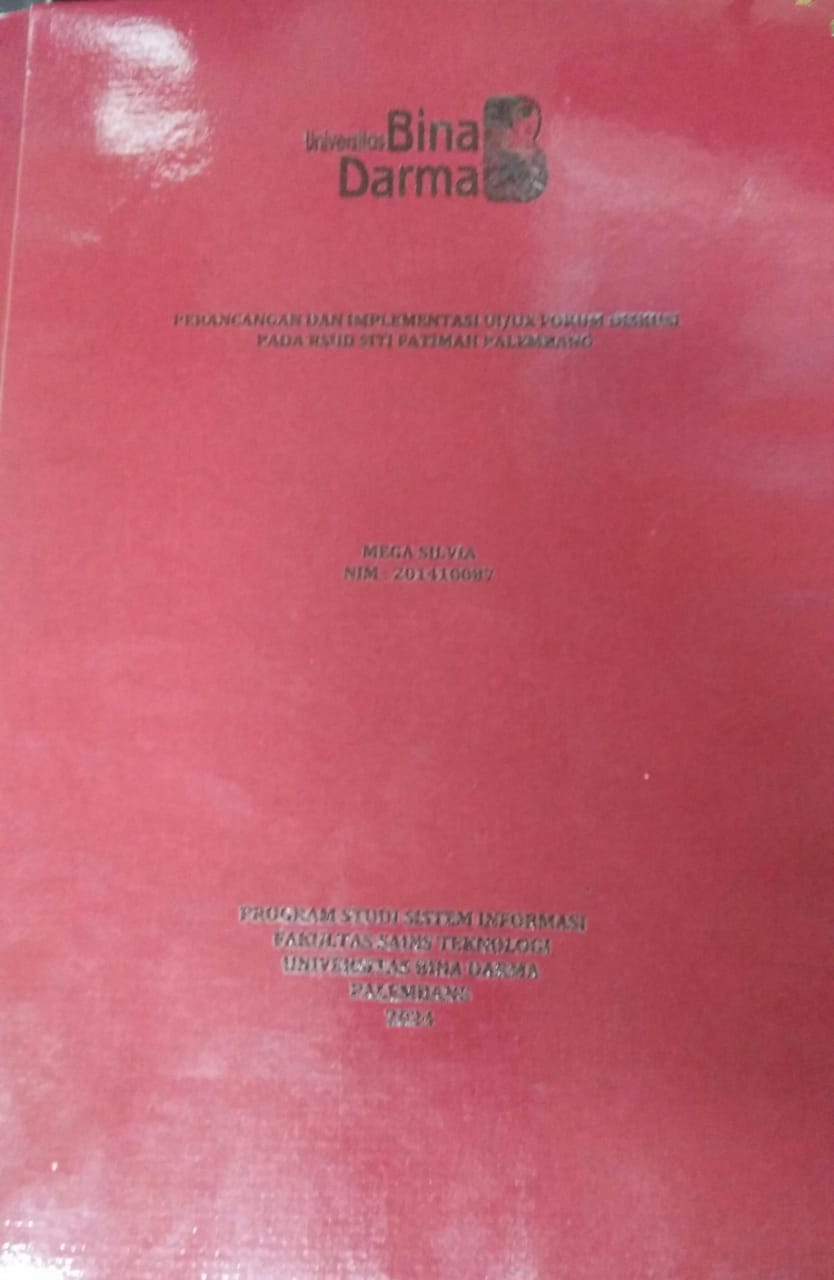 Universitas Bina
Darma
PERANCANGAN DAN IMPLEMENTASI UI/UX FORUM DISKUSI
PADA RSUD SITI FATIMAH PALEMBANG
MEGA SILVIA
NIM : 201410087
PROGRAM STUDI SISTEM INFORMASI
FAKULTAS SAINS TEKNOLOGI
UNIVERSITAS BINA DARMA
PALEMBANG
2024